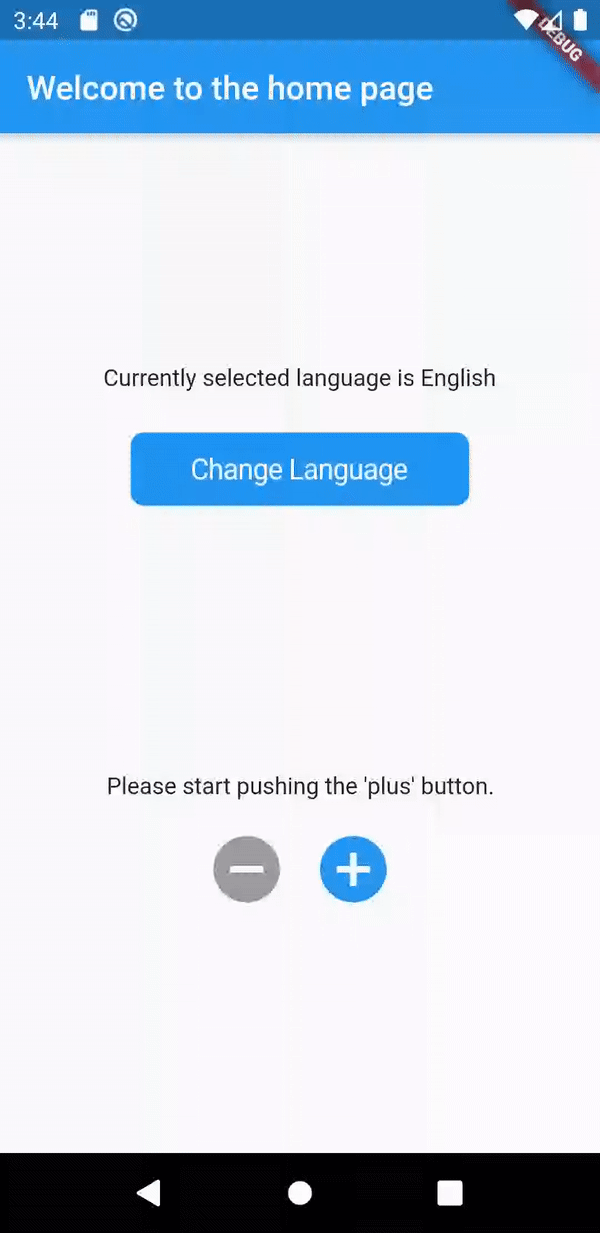 3:44
DEBUG
Welcome to the home page
Currently selected language is English
Change Language
Please start pushing the 'plus' button.